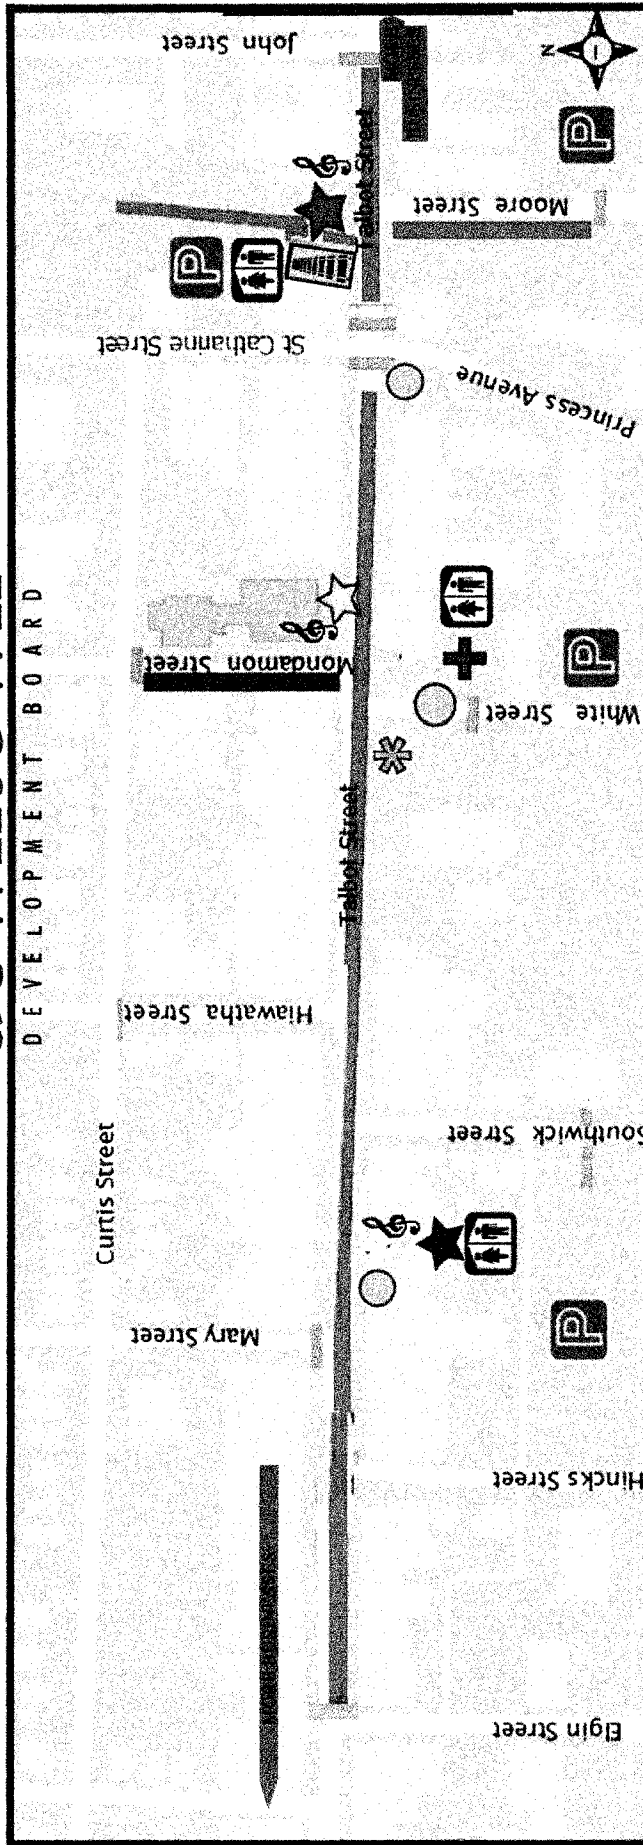 DEVELOPMENT BOARD
John Street
N
Talbot Street
P
Moore Street
P
St Catharine Street
Princess Avenue
Mondamon Street
P
White Street
Talbot Street
Hiawatha Street
Southwick Street
Curtis Street
Mary Street
P
Hincks Street
Elgin Street